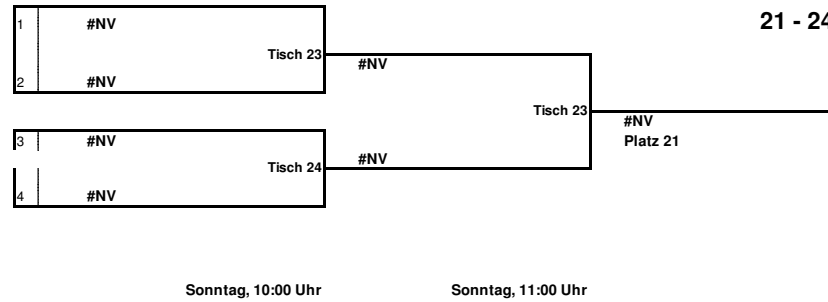 21 - 24
1 #NV
Tisch 23
#NV
2 #NV
Tisch 23
#NV
3 #NV
Platz 21
#NV
Tisch 24
4 #NV
Sonntag, 10:00 Uhr Sonntag, 11:00 Uhr